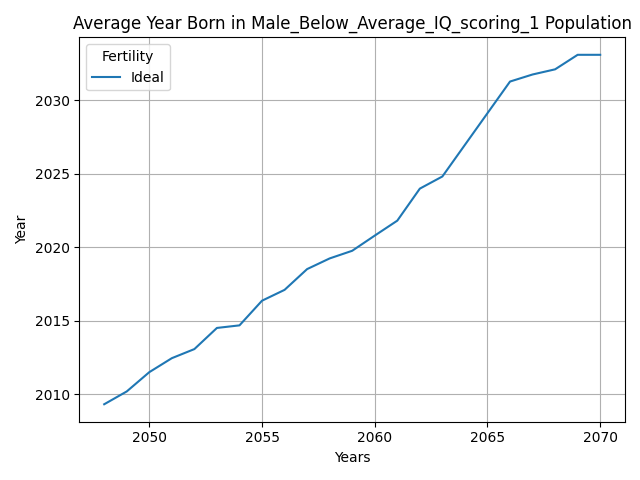 Average Year Born in Male_Below_Average_IQ_scoring_1 Population
Fertility
Ideal
Year
2030
2025
2020
2015
2010
2050
2055
2060
2065
2070
Years